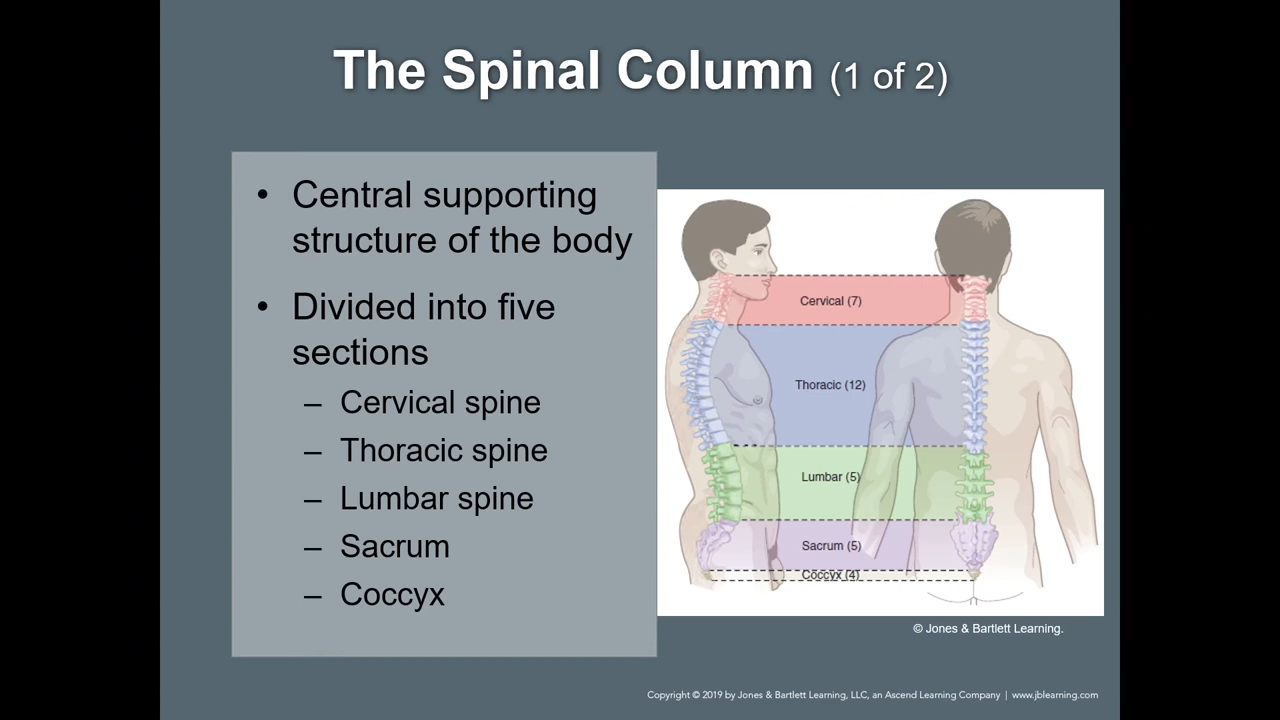 The Spinal Column (1 of 2)
• Central supporting
structure of the body
• Divided into five
sections
– Cervical spine
– Thoracic spine
– Lumbar spine
– Sacrum
– Coccyx
Cervical (7)
Thoracic (12)
Lumbar (5)
Sacrum (5)
Coccyx (4)
© Jones & Bartlett Learning.
Copyright © 2019 by Jones & Bartlett Learning, LLC, an Ascend Learning Company | www.jblearning.com